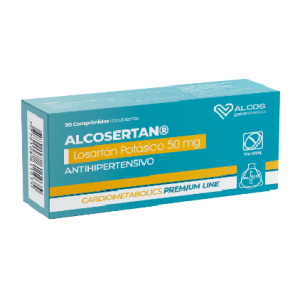 30 Comprimidos recubiertos
ALCOS
ALCOSERTAN®
Losartán Potásico 50 mg
ANTIHIPERTENSIVO
VÍA ORAL
CARDIOMETABOLICS PREMIUM LINE